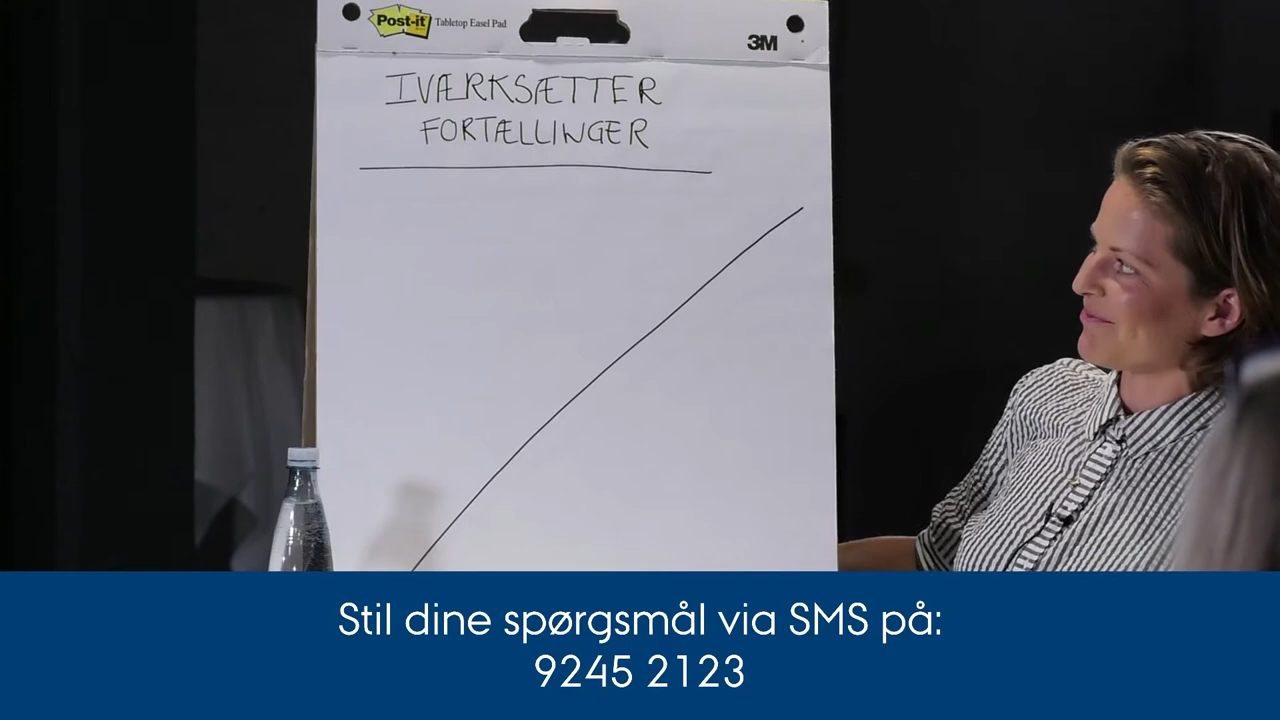 Post-it Tabletop Easel Pad
3M
IVÆRKSÆTTER
FORTÆLLINGER
Stil dine spørgsmål via SMS på:
9245 2123